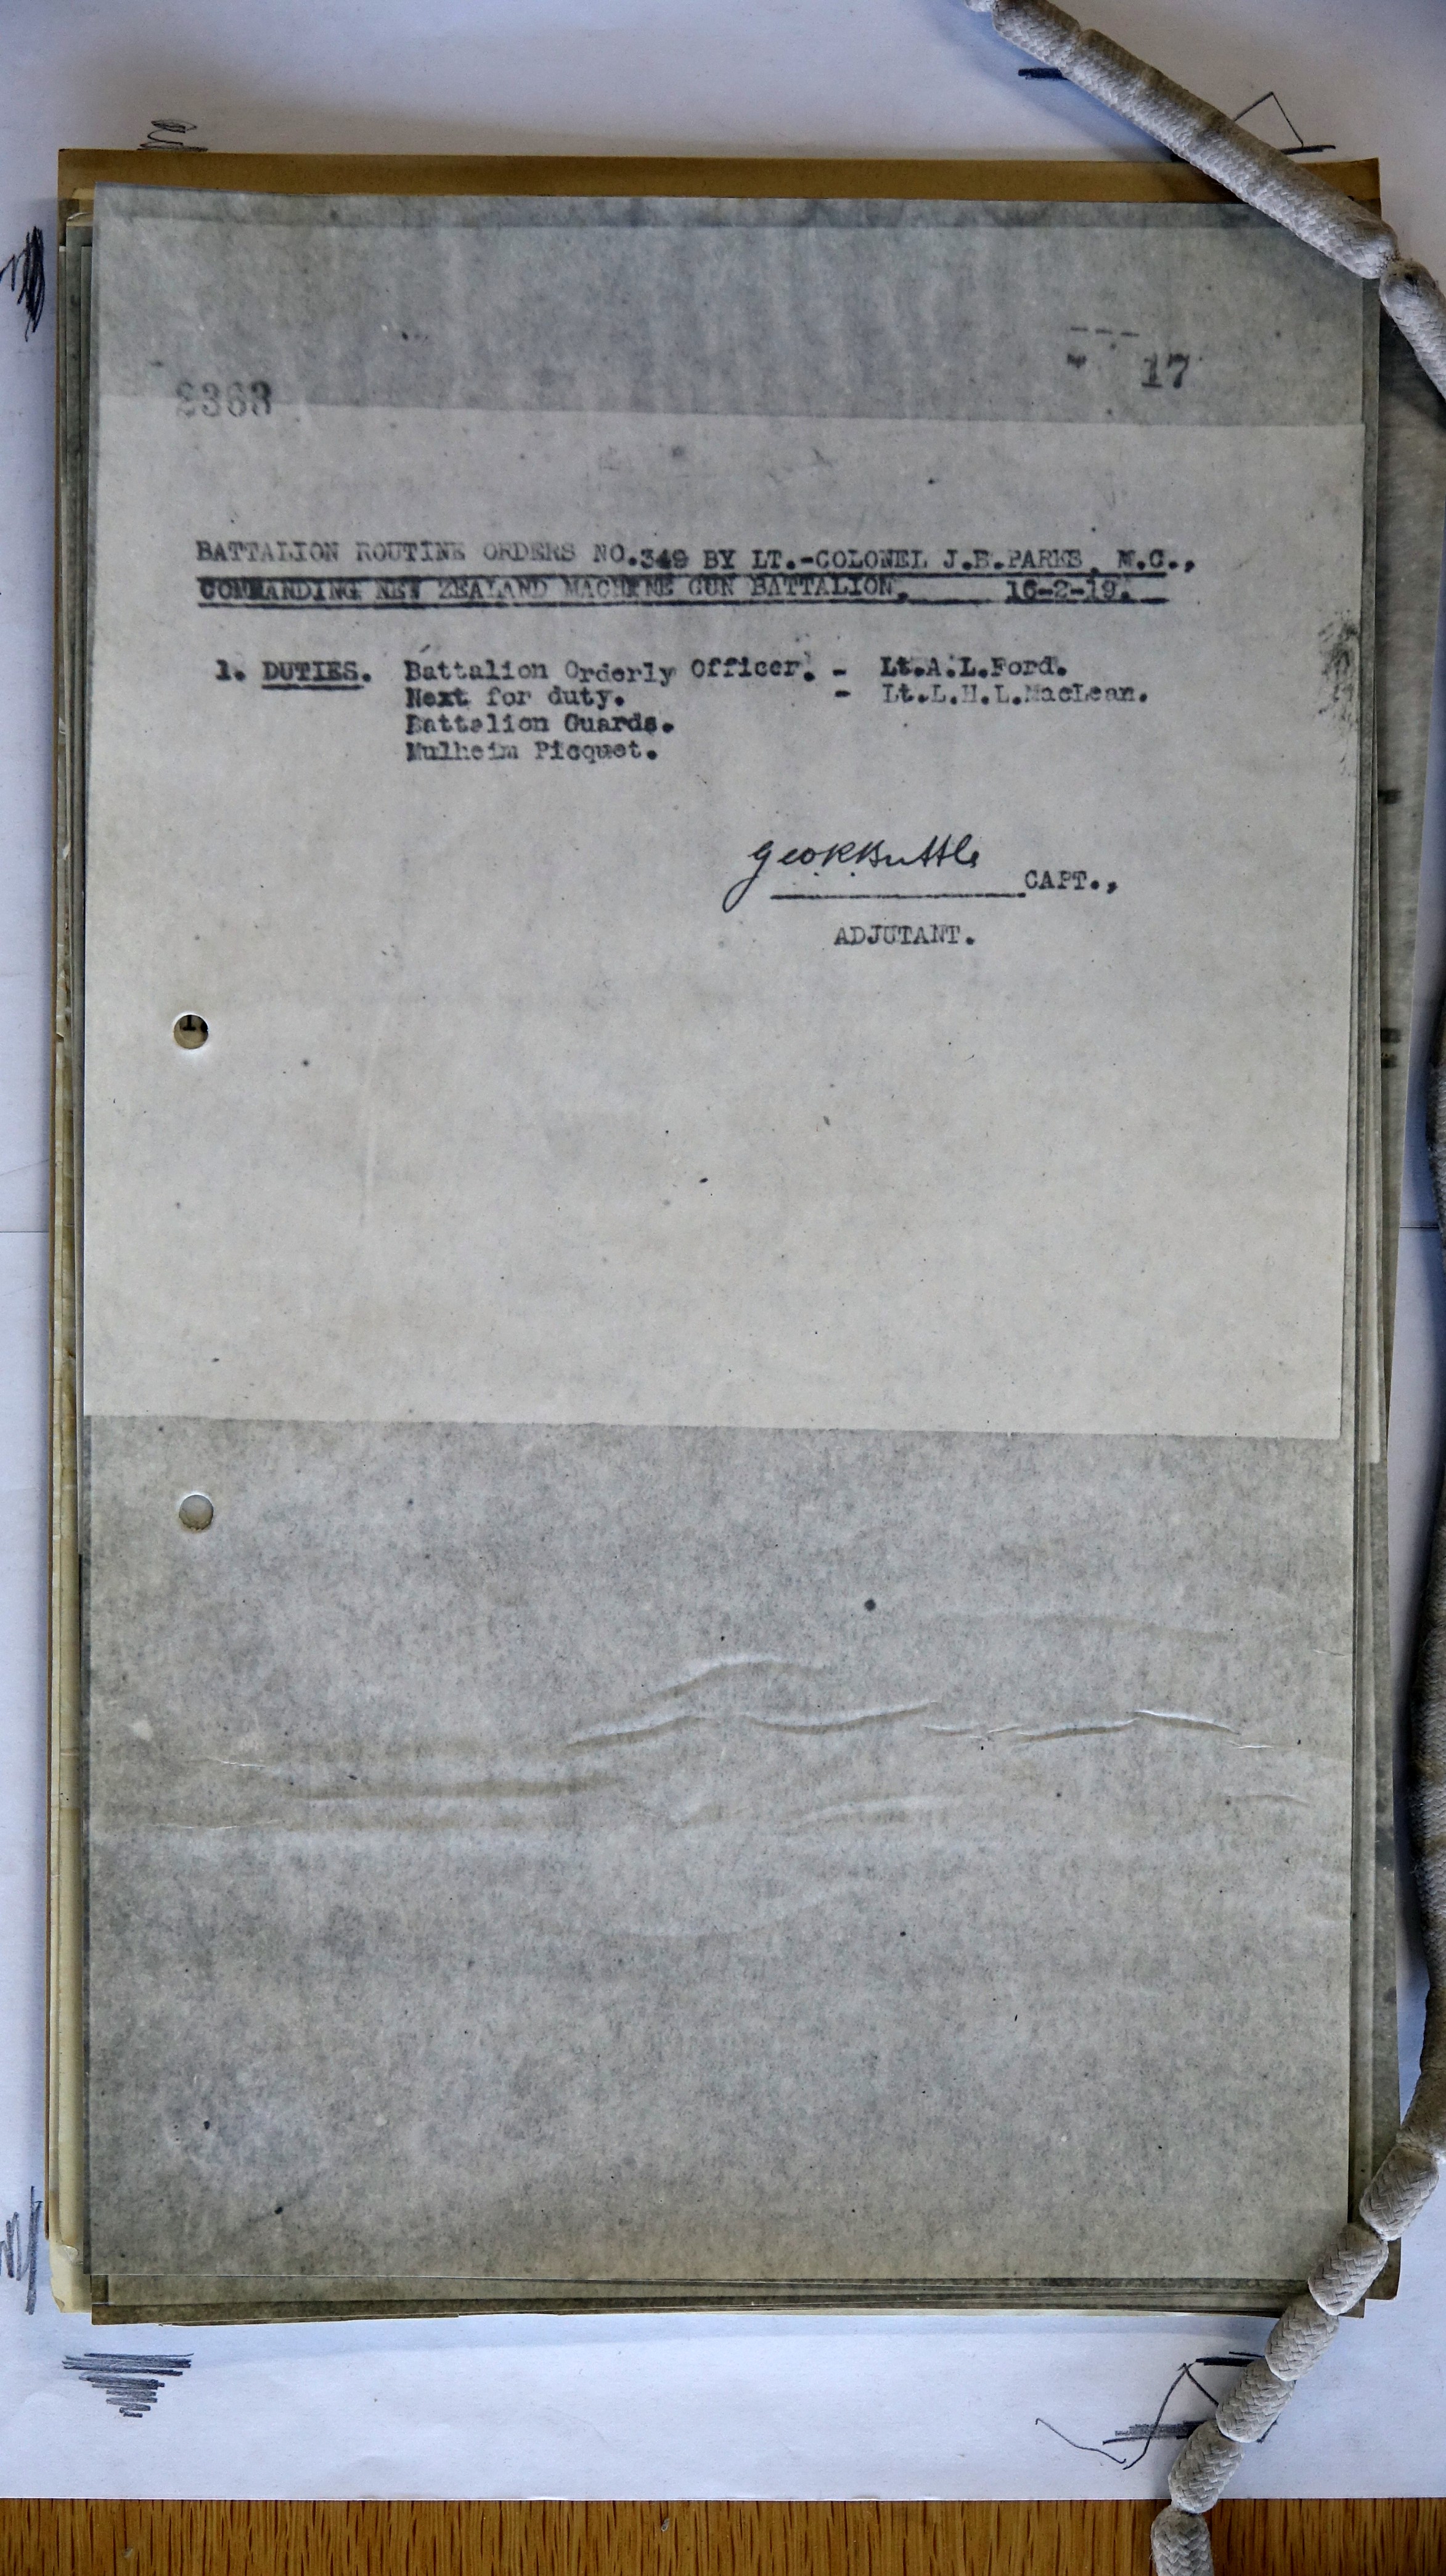 17
2363
BATTALION ROUTINE ORDERS NO.349 BY LT.-COLONEL J.B.PARKS, M.C.,
COMMANDING NEW ZEALAND MACHINE GUN BATTALION. 16-2-19.
1. DUTIES. Battalion Orderly Officer. - Lt.A.L.Ford.
Next for duty. - Lt.L.H.L.MacLean.
Battalion Guards.
Mulheim Picquet.
Geo R Buttle CAPT.,
ADJUTANT.